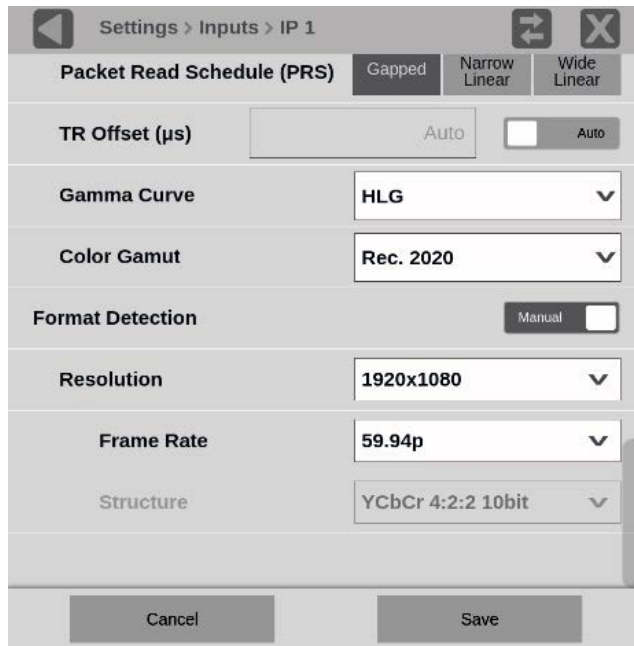 Settings > Inputs > IP 1
Packet Read Schedule (PRS)
Gapped
Narrow
Linear
Wide
Linear
TR Offset (μs)
Auto
Auto
Gamma Curve
HLG
Color Gamut
Rec. 2020
Format Detection
Manual
Resolution
1920x1080
Frame Rate
59.94p
Structure
YCbCr 4:2:2 10bit
Cancel
Save